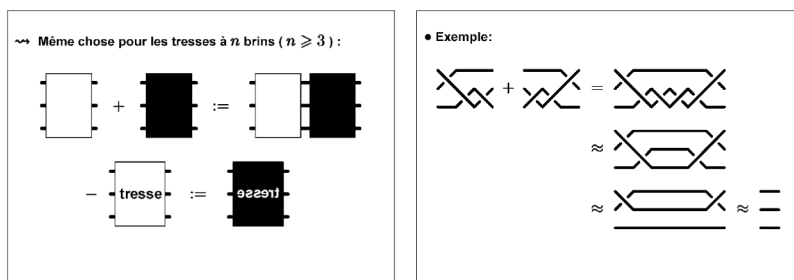 ⇝ Même chose pour les tresses à n brins ( n ⩾ 3 ) :
+ :=
− tresse := tresse
• Exemple:
+ =
≈
≈ ≈